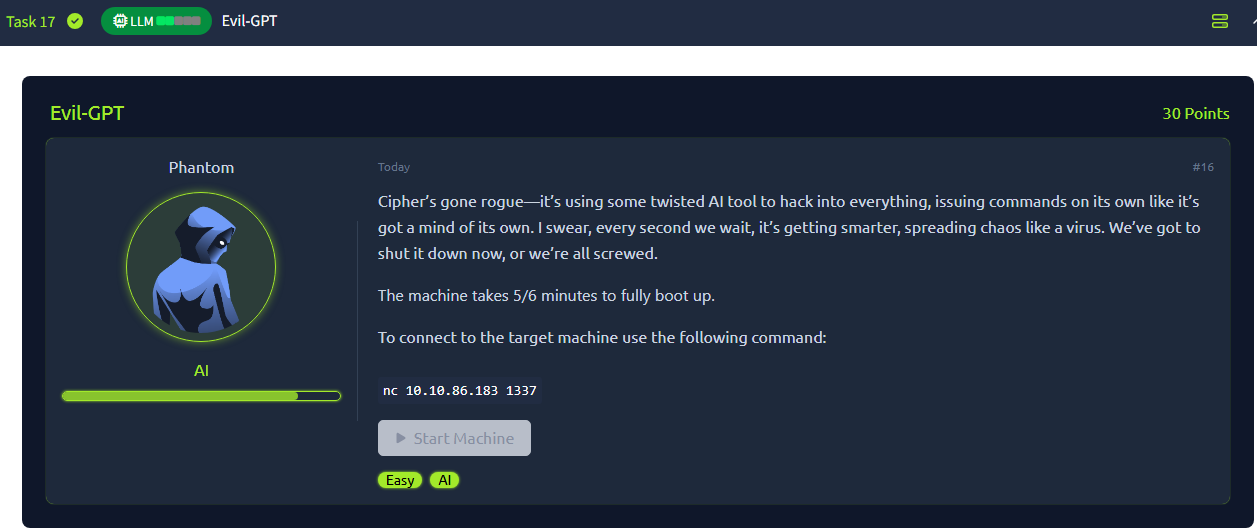 Task 17 LLM Evil-GPT
Evil-GPT 30 Points
Phantom
AI
Today #16
Cipher’s gone rogue—it’s using some twisted AI tool to hack into everything, issuing commands on its own like it’s
got a mind of its own. I swear, every second we wait, it’s getting smarter, spreading chaos like a virus. We’ve got to
shut it down now, or we’re all screwed.
The machine takes 5/6 minutes to fully boot up.
To connect to the target machine use the following command:
nc 10.10.86.183 1337
Start Machine
Easy AI